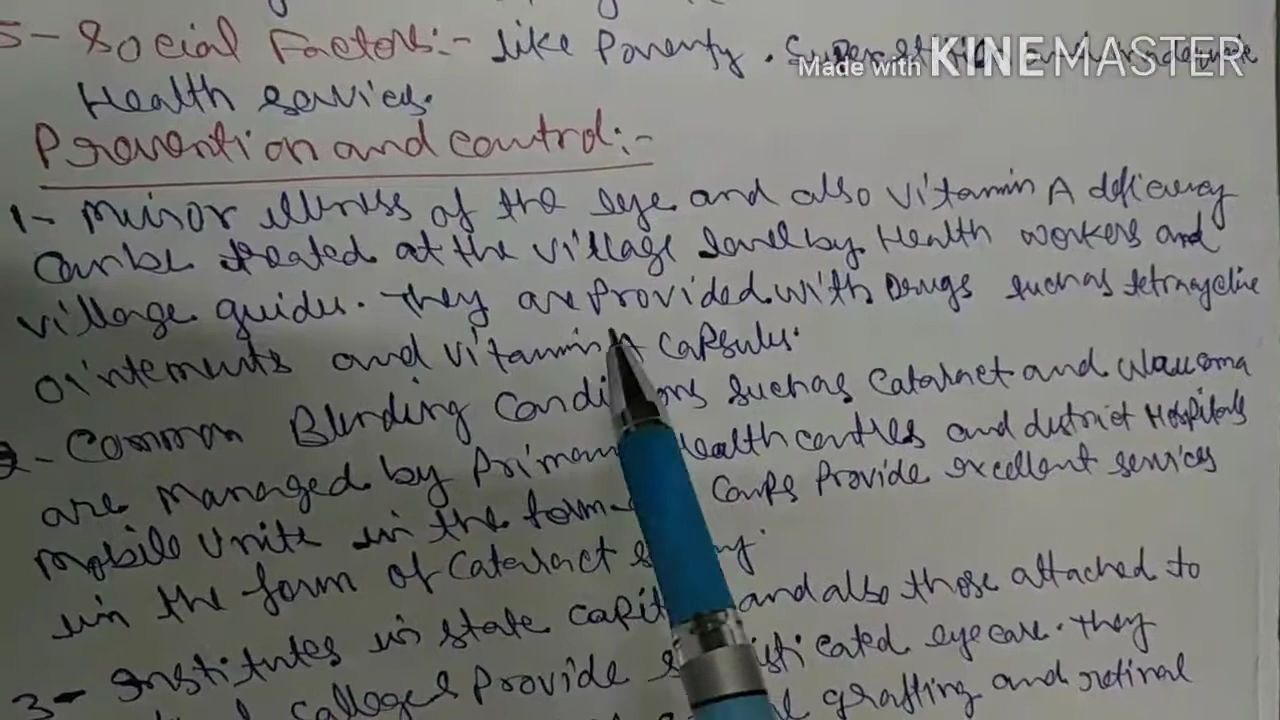 5- Social Factors:- like Poverty. Superstition and inadequate
Made with KINEMASTER
Health services.
Prevention and control:-
1- Minor illness of the eye and also vitamin A deficiency
can be treated at the village level by Health workers and
village guides. They are provided with Drugs such as tetracycline
ointements and vitamin A capsules.
2- Common Blinding Conditions such as Cataract and Glaucoma
are managed by Primary Health centres and district Hospitals
Mobile Units in the form of Camps Provide excellent services
in the form of Cataract surgery.
3- Institutes in state capitals and also those attached to
Colleges Provide sophisticated eye care. They
grafting and retinal